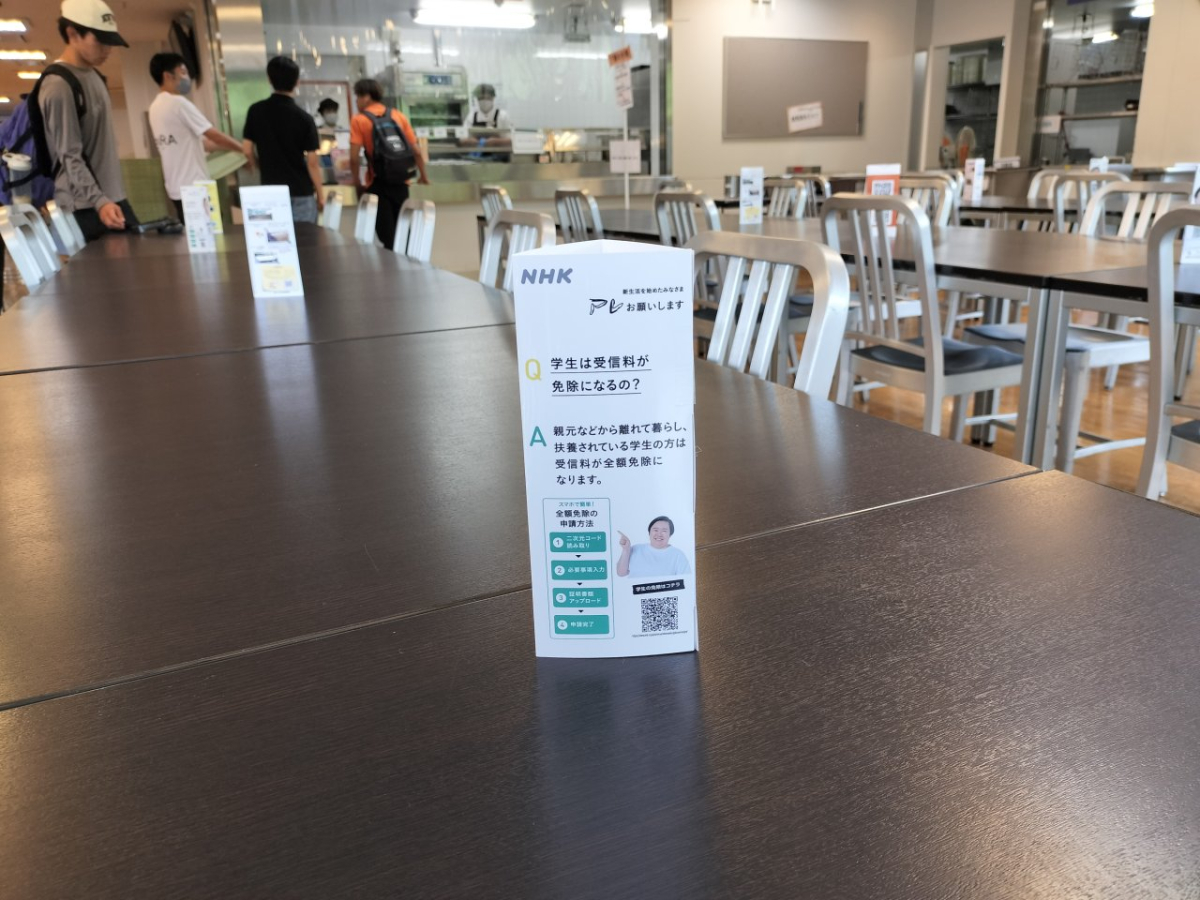 NHK
新生活を始めたみなさま
お願いします
Q 学生は受信料が
免除になるの?
A 親元などから離れて暮らし、
扶養されている学生の方は
受信料が全額免除に
なります。
スマホで簡単!
全額免除の
申請方法
1 二次元コード
読み取り
2 必要事項入力
3 証明書類
アップロード
4 申請完了
学生の免除はコチラ